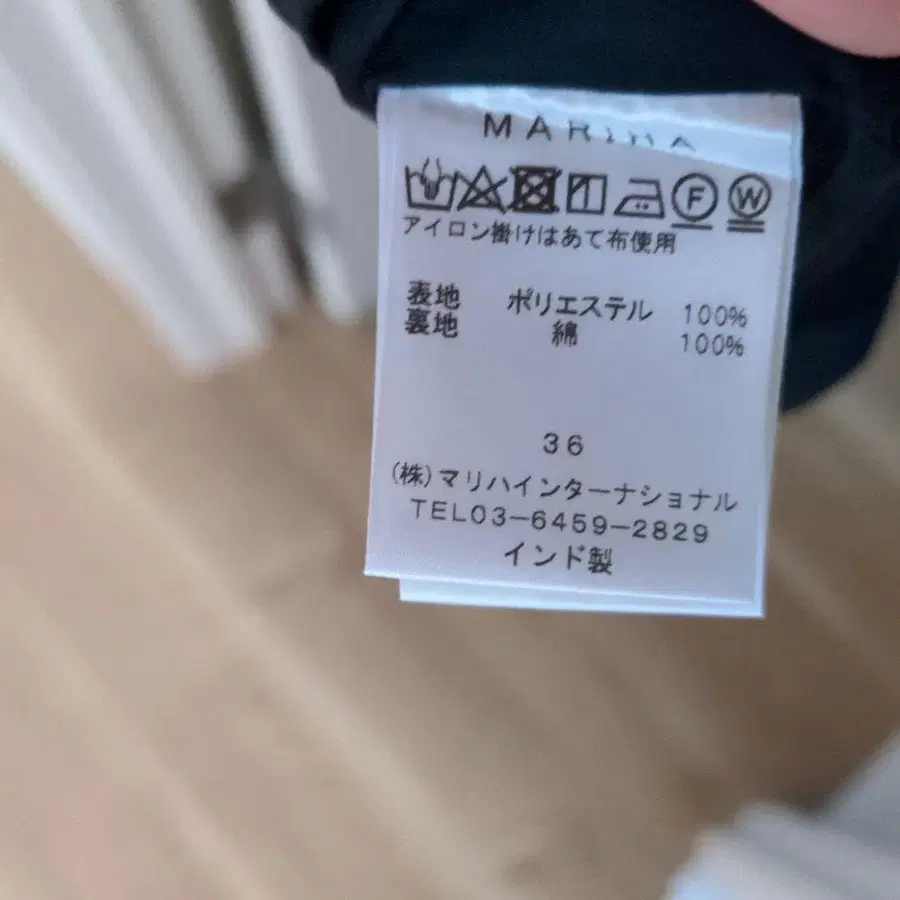 MARIHA
F W
アイロン掛けはあて布使用
表地 ポリエステル 100%
裏地 綿 100%
36
(株)マリハインターナショナル
TEL03-6459-2829
インド製